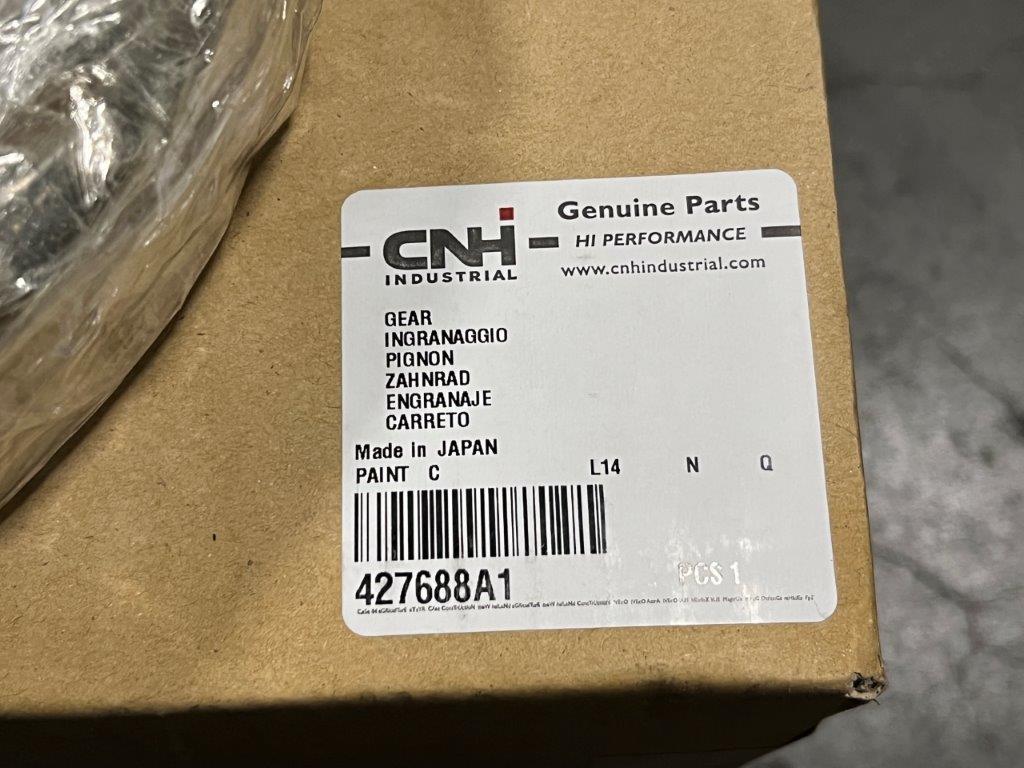 CNH
INDUSTRIAL
Genuine Parts
HI PERFORMANCE
www.cnhindustrial.com
GEAR
INGRANAGGIO
PIGNON
ZAHNRAD
ENGRANAJE
CARRETO
Made in JAPAN
PAINT C L14 N Q
427688A1
PCS 1